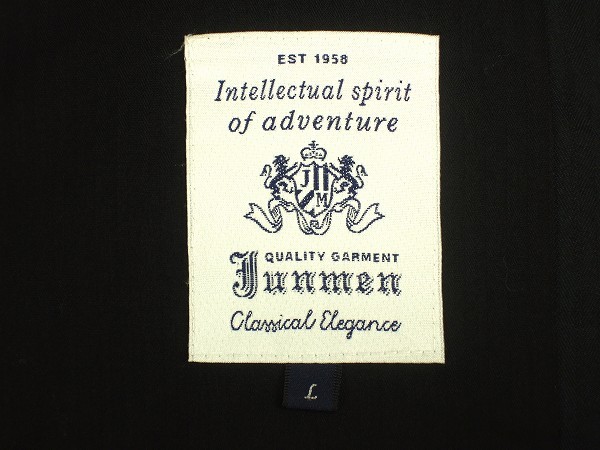 EST 1958
Intellectual spirit
of adventure
J M
QUALITY GARMENT
Junmen
Classical Elegance
L